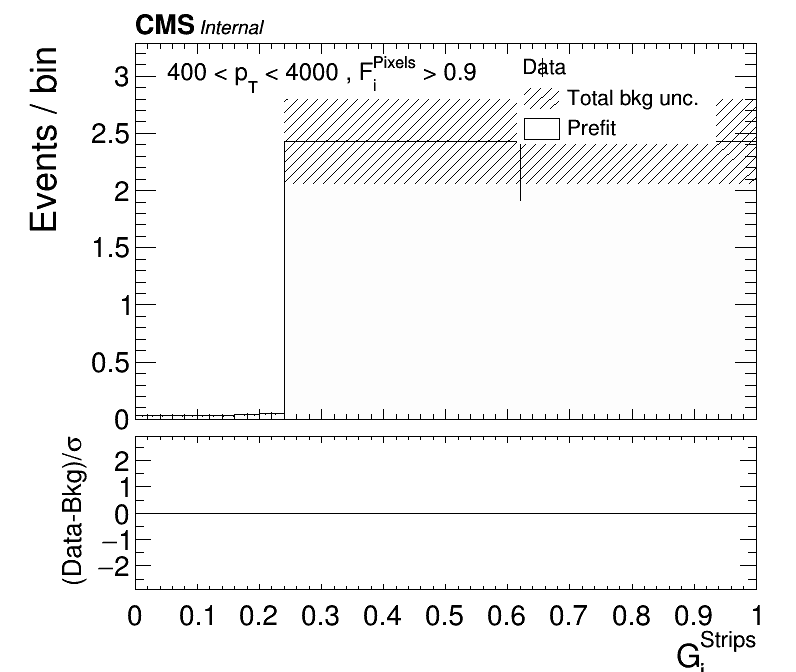 CMS Internal
400 < p_T < 4000 , F_i^Pixels > 0.9
Data
Total bkg unc.
Prefit
Events / bin
3
2.5
2
1.5
1
0.5
0
(Data-Bkg)/σ
2
1
0
−1
−2
0 0.1 0.2 0.3 0.4 0.5 0.6 0.7 0.8 0.9 1
G_i^Strips